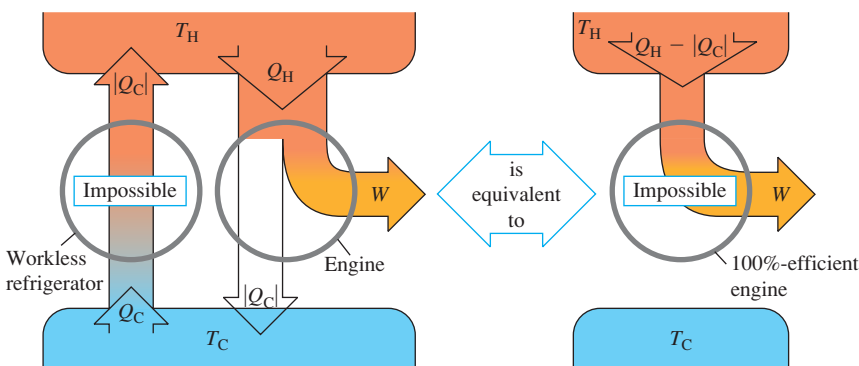 T_H
|Q_C|
Q_H
Impossible
W
Workless
refrigerator
Engine
Q_C
|Q_C|
T_C
is
equivalent
to
T_H
Q_H − |Q_C|
Impossible
W
100%-efficient
engine
T_C